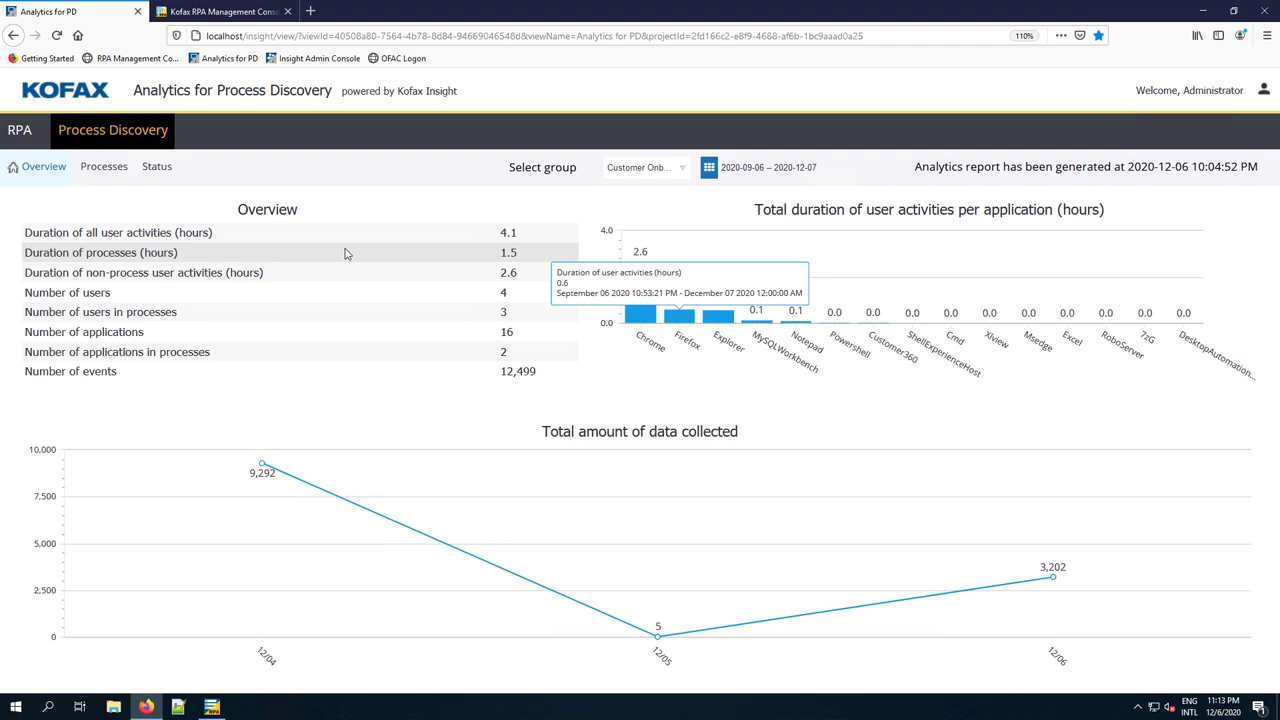 Analytics for PD
Kofax RPA Management Conso
localhost/insight/view/?viewId=40508a80-7564-4b78-8d84-94669046548d&viewName=Analytics for PD&projectId=2fd166c2-e8f9-4688-af6b-1bc9aaad0a25
110%
Getting Started
RPA Management Co...
Analytics for PD
Insight Admin Console
OFAC Logon
KOFAX
Analytics for Process Discovery powered by Kofax Insight
Welcome, Administrator
RPA
Process Discovery
Overview
Processes
Status
Select group
Customer Onb...
2020-09-06 – 2020-12-07
Analytics report has been generated at 2020-12-06 10:04:52 PM
Overview
Duration of all user activities (hours) 4.1
Duration of processes (hours) 1.5
Duration of non-process user activities (hours) 2.6
Number of users 4
Number of users in processes 3
Number of applications 16
Number of applications in processes 2
Number of events 12,499
Total duration of user activities per application (hours)
4.0
2.6
Duration of user activities (hours)
0.6
September 06 2020 10:53:21 PM - December 07 2020 12:00:00 AM
0.1 0.1 0.0 0.0 0.0 0.0 0.0 0.0 0.0 0.0 0.0 0.0
0.0
Chrome
Firefox
Explorer
MySQLWorkbench
Notepad
Powershell
Customer360
ShellExperienceHost
Cmd
Xlview
Msedge
Excel
RoboServer
7zG
DesktopAutomation...
Total amount of data collected
10,000
7,500
5,000
2,500
0
9,292
5
3,202
12/04
12/05
12/06
ENG
INTL
11:13 PM
12/6/2020
1